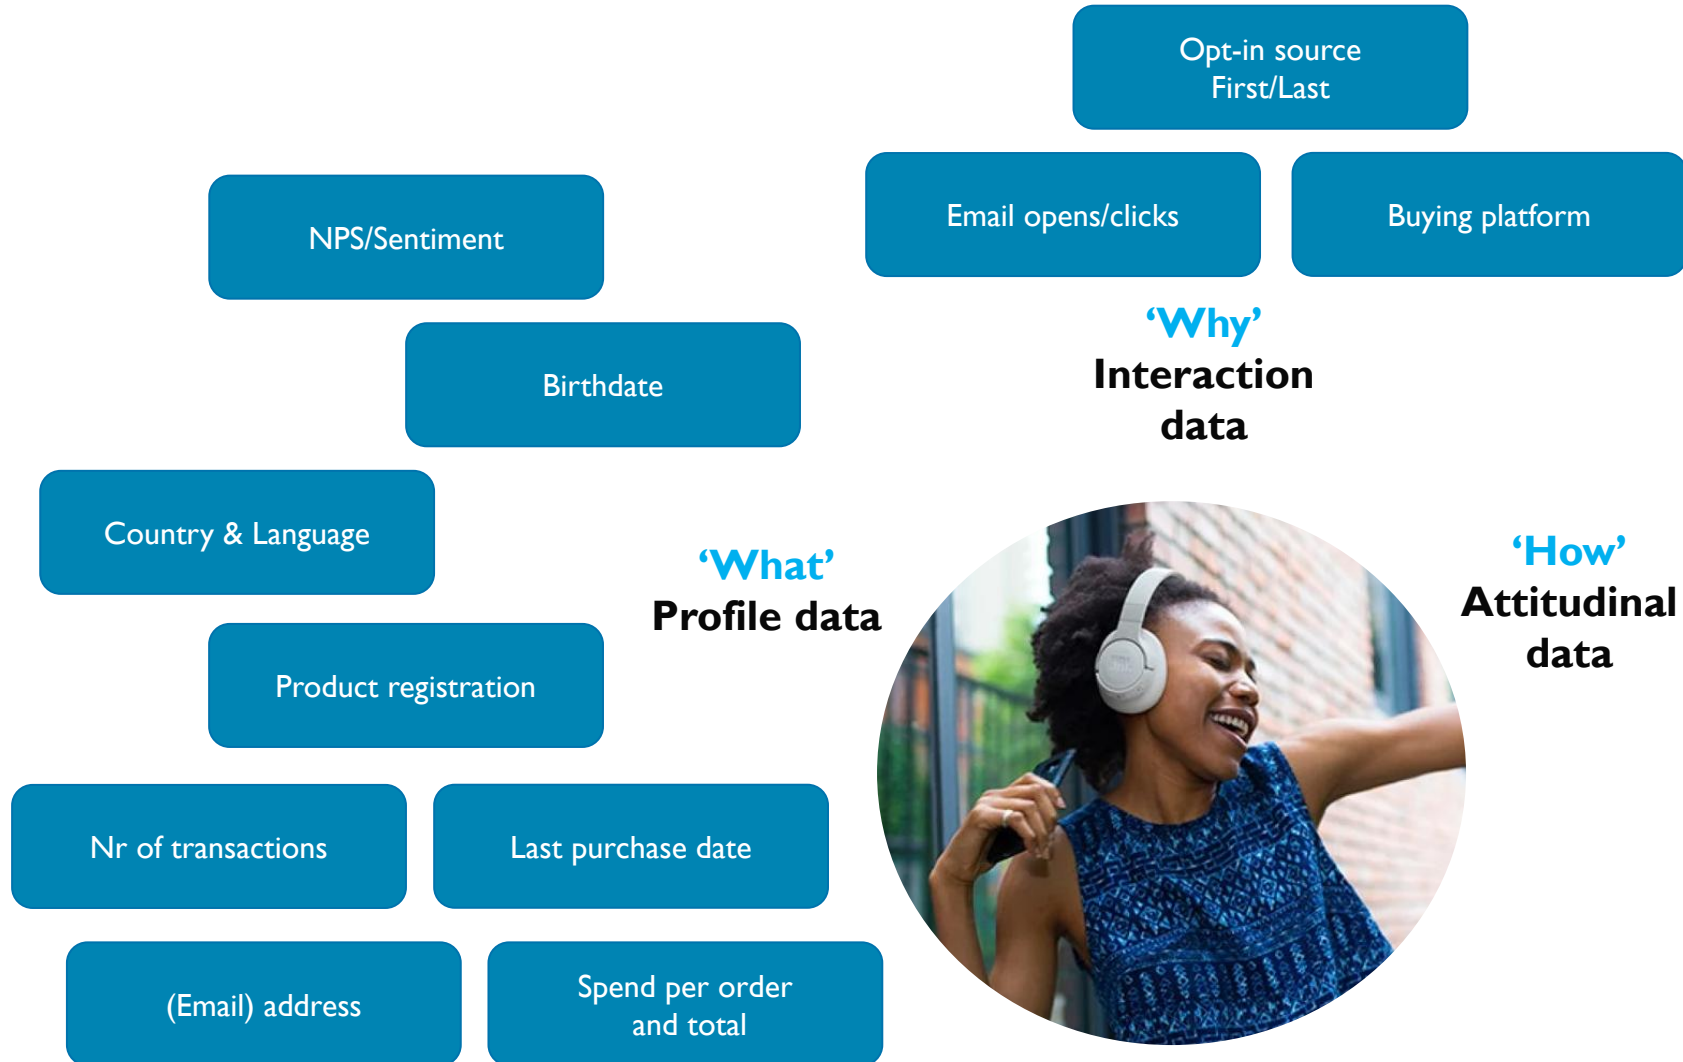 Opt-in source
First/Last
Email opens/clicks
Buying platform
NPS/Sentiment
‘Why’
Interaction
data
Birthdate
Country & Language
‘What’
Profile data
‘How’
Attitudinal
data
Product registration
Nr of transactions
Last purchase date
(Email) address
Spend per order
and total